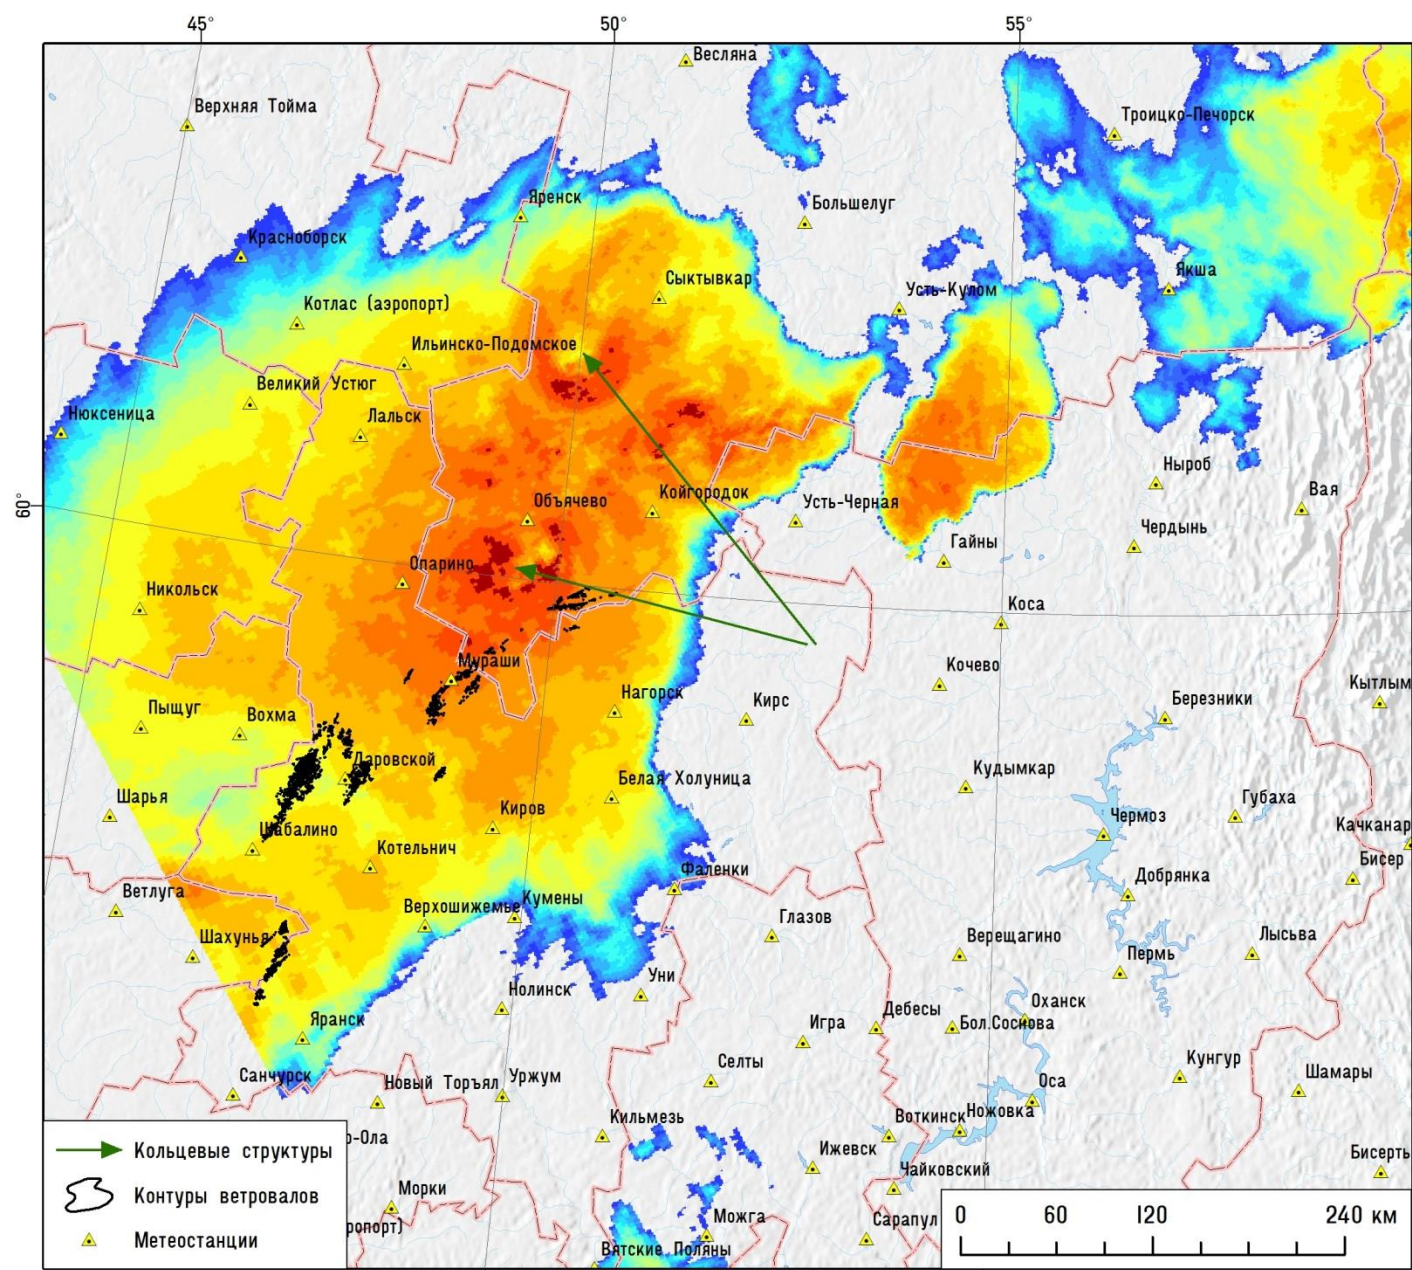 45° 50° 55°
Весляна
Верхняя Тойма
Троицко-Печорск
Яренск
Большелуг
Красноборск
Сыктывкар
Якша
Усть-Кулом
Котлас (аэропорт)
Ильинско-Подомское
Великий Устюг
Нюксеница
Лальск
Ныроб
Койгородок
Вая
60°
Объячево
Усть-Черная
Чердынь
Гайны
Опарино
Никольск
Коса
Мураши
Кочево
Кытлым
Нагорск
Кирс
Березники
Пыщуг
Вохма
Даровской
Белая Холуница
Кудымкар
Шарья
Губаха
Киров
Чермоз
Шабалино
Качканар
Котельнич
Бисер
Фаленки
Добрянка
Ветлуга
Верхошижемье
Кумены
Глазов
Шахунья
Верещагино
Лысьва
Пермь
Уни
Нолинск
Оханск
Яранск
Игра
Дебесы
Бол.Соснова
Кунгур
Селты
Шамары
Санчурск
Новый Торъял
Уржум
Оса
Кильмезь
Воткинск
Ножовка
р-Ола
Ижевск
Бисерть
Чайковский
Морки
Можга
Сарапул
ропорт)
Вятские Поляны
Кольцевые структуры
Контуры ветровалов
Метеостанции
0 60 120 240 км